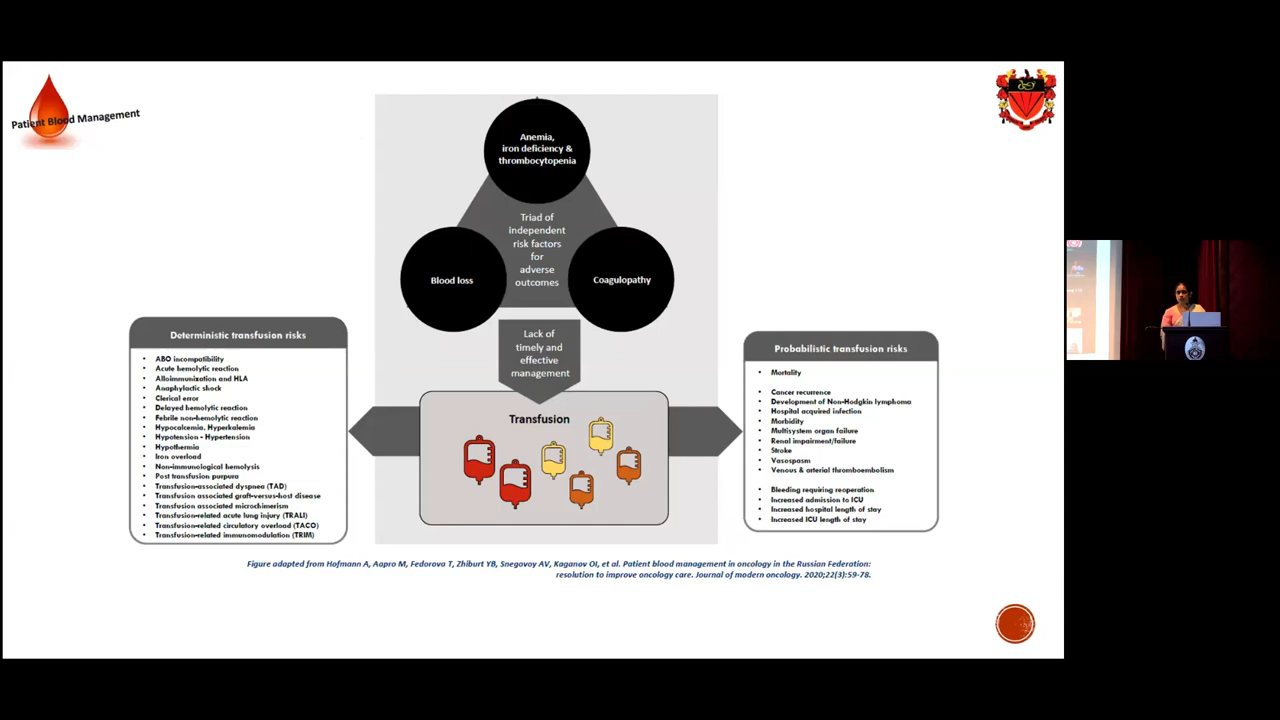 Patient Blood Management
Anemia,
iron deficiency &
thrombocytopenia
Triad of
independent
risk factors
for
adverse
outcomes
Blood loss
Coagulopathy
Lack of
timely and
effective
management
Transfusion
Deterministic transfusion risks
• ABO incompatibility
• Acute hemolytic reaction
• Alloimmunization and HLA
• Anaphylactic shock
• Clerical error
• Delayed hemolytic reaction
• Febrile non-hemolytic reaction
• Hypocalcemia, Hyperkalemia
• Hypotension - Hypertension
• Hypothermia
• Iron overload
• Non-immunological hemolysis
• Post transfusion purpura
• Transfusion-associated dyspnea (TAD)
• Transfusion associated graft-versus-host disease
• Transfusion associated microchimerism
• Transfusion-related acute lung injury (TRALI)
• Transfusion-related circulatory overload (TACO)
• Transfusion-related immunomodulation (TRIM)
Probabilistic transfusion risks
• Mortality
• Cancer recurrence
• Development of Non-Hodgkin lymphoma
• Hospital acquired infection
• Morbidity
• Multisystem organ failure
• Renal impairment/failure
• Stroke
• Vasospasm
• Venous & arterial thromboembolism
• Bleeding requiring reoperation
• Increased admission to ICU
• Increased hospital length of stay
• Increased ICU length of stay
Figure adapted from Hofmann A, Aapro M, Fedorova T, Zhiburt YB, Snegovoy AV, Kaganov OI, et al. Patient blood management in oncology in the Russian Federation:
resolution to improve oncology care. Journal of modern oncology. 2020;22(3):59-78.